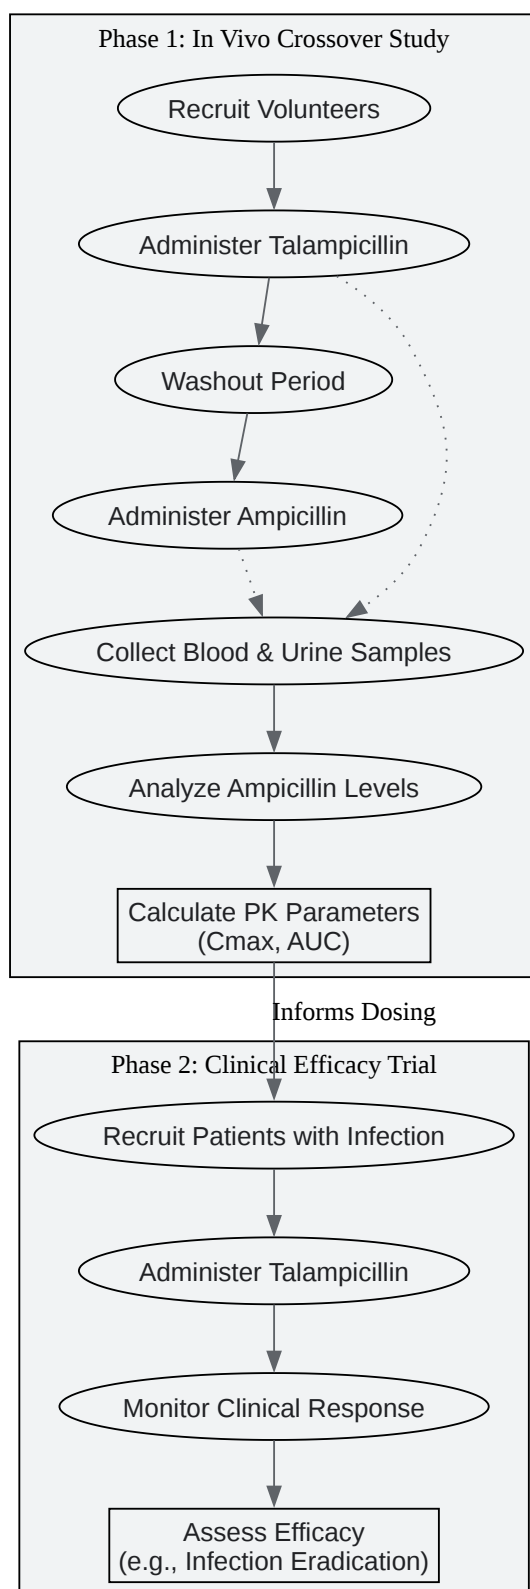 Phase 1: In Vivo Crossover Study
Recruit Volunteers
Administer Talampicillin
Washout Period
Administer Ampicillin
Collect Blood & Urine Samples
Analyze Ampicillin Levels
Calculate PK Parameters
(Cmax, AUC)
Informs Dosing
Phase 2: Clinical Efficacy Trial
Recruit Patients with Infection
Administer Talampicillin
Monitor Clinical Response
Assess Efficacy
(e.g., Infection Eradication)